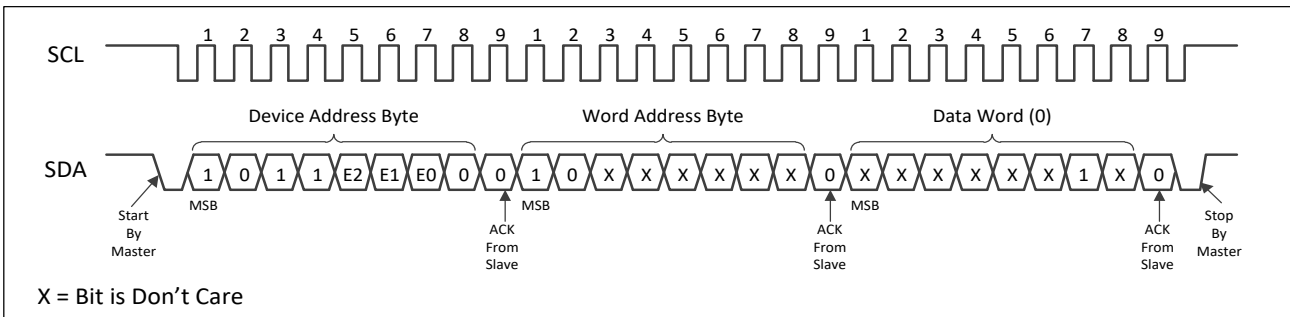 SCL 1 2 3 4 5 6 7 8 9 1 2 3 4 5 6 7 8 9 1 2 3 4 5 6 7 8 9
Device Address Byte Word Address Byte Data Word (0)
SDA 1 0 1 1 E2 E1 E0 0 0 1 0 X X X X X X 0 X X X X X X 1 X 0
MSB MSB MSB
Start
By
Master
ACK
From
Slave
ACK
From
Slave
ACK
From
Slave
Stop
By
Master
X = Bit is Don’t Care